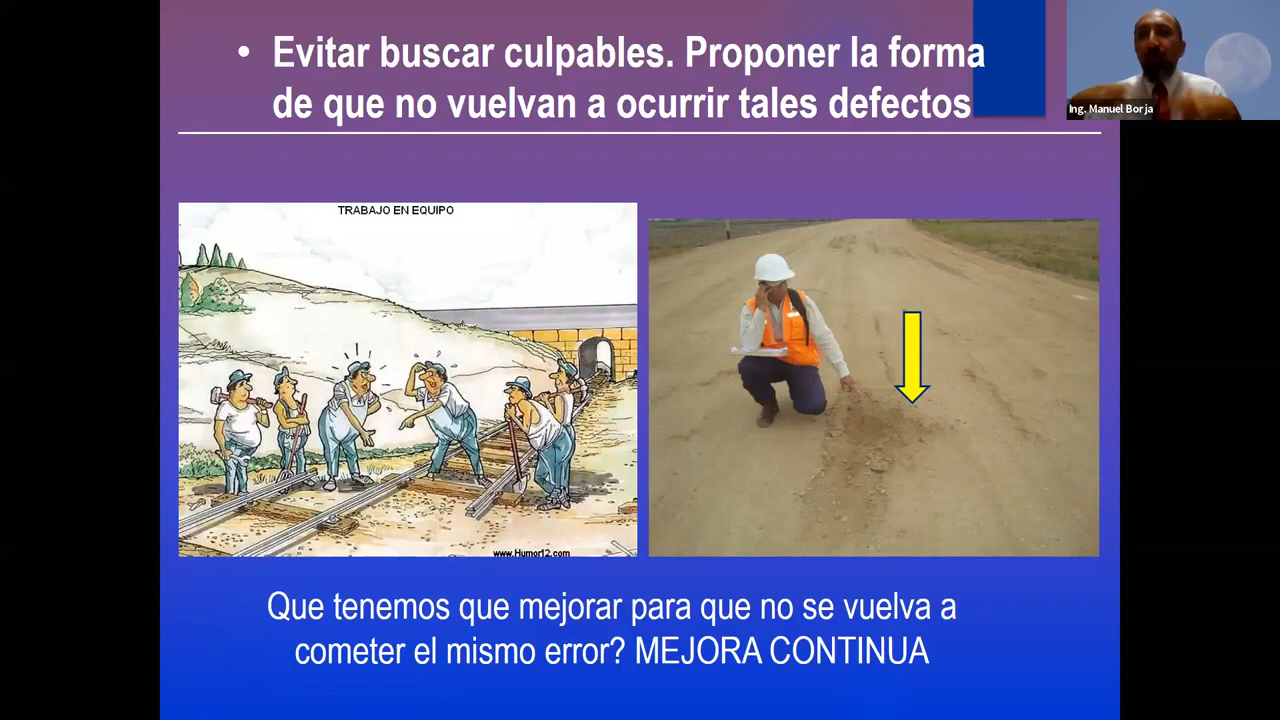 • Evitar buscar culpables. Proponer la forma
de que no vuelvan a ocurrir tales defectos.
Ing. Manuel Borja
TRABAJO EN EQUIPO
www.Humor12.com
Que tenemos que mejorar para que no se vuelva a
cometer el mismo error? MEJORA CONTINUA